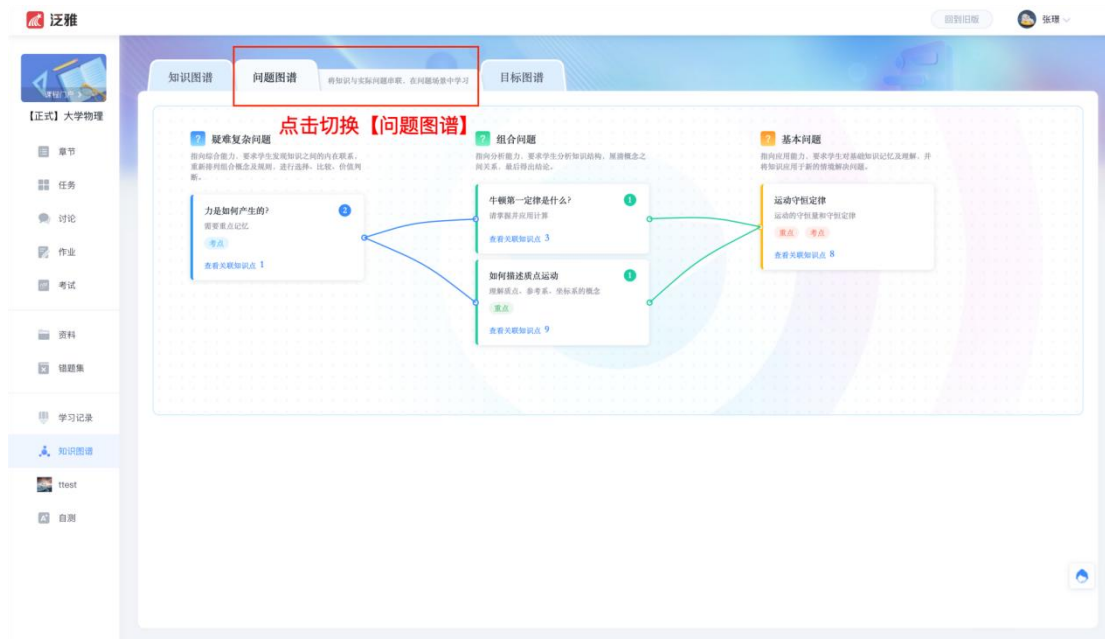 泛雅
回到旧版
张璟
课程门户 >
【正式】大学物理
章节
任务
讨论
作业
考试
资料
错题集
学习记录
知识图谱
ttest
自测
知识图谱
问题图谱
将知识与实际问题串联,在问题场景中学习
目标图谱
点击切换【问题图谱】
疑难复杂问题
指向综合能力,要求学生发现知识之间的内在联系,
重新排列组合概念及规则,进行选择、比较、价值判
断。
力是如何产生的?
2
需要重点记忆
考点
查看关联知识点 1
组合问题
指向分析能力,要求学生分析知识结构,厘清概念之
间关系,最后得出结论。
牛顿第一定律是什么?
1
请掌握并应用计算
查看关联知识点 3
如何描述质点运动
1
理解质点、参考系、坐标系的概念
重点
查看关联知识点 9
基本问题
指向应用能力,要求学生对基础知识记忆及理解,并
将知识应用于新的情境解决问题。
运动守恒定律
运动的守恒量和守恒定律
重点 考点
查看关联知识点 8